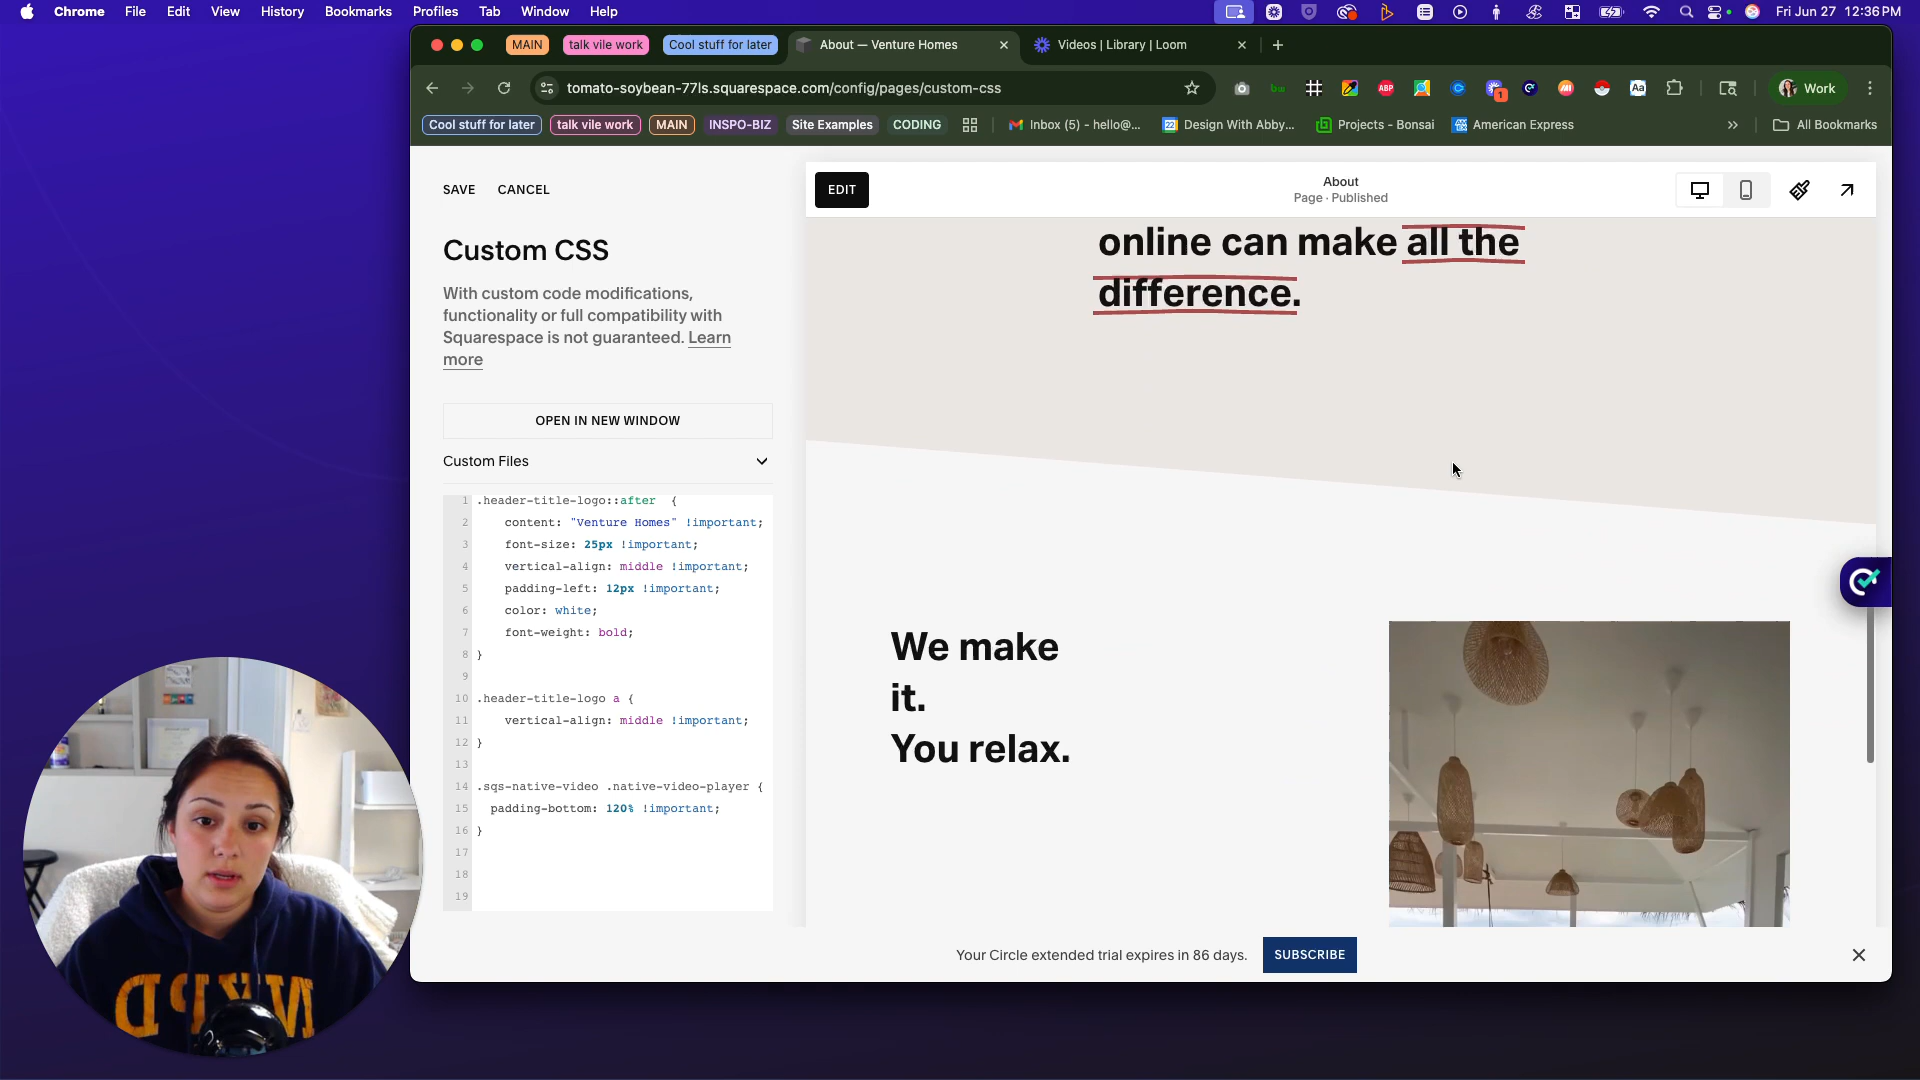 Chrome File Edit View History Bookmarks Profiles Tab Window Help
Fri Jun 27 12:36 PM
MAIN talk vile work Cool stuff for later About — Venture Homes Videos | Library | Loom
tomato-soybean-77ls.squarespace.com/config/pages/custom-css
ABP 1 Aa Work
Cool stuff for later talk vile work MAIN INSPO-BIZ Site Examples CODING Inbox (5) - hello@... 22 Design With Abby... Projects - Bonsai American Express All Bookmarks
SAVE CANCEL
Custom CSS
With custom code modifications,
functionality or full compatibility with
Squarespace is not guaranteed. Learn
more
OPEN IN NEW WINDOW
Custom Files
1 .header-title-logo::after {
2 content: "Venture Homes" !important;
3 font-size: 25px !important;
4 vertical-align: middle !important;
5 padding-left: 12px !important;
6 color: white;
7 font-weight: bold;
8 }
9
10 .header-title-logo a {
11 vertical-align: middle !important;
12 }
13
14 .sqs-native-video .native-video-player {
15 padding-bottom: 120% !important;
16 }
17
18
19
EDIT
About
Page · Published
online can make all the
difference.
We make
it.
You relax.
Your Circle extended trial expires in 86 days. SUBSCRIBE